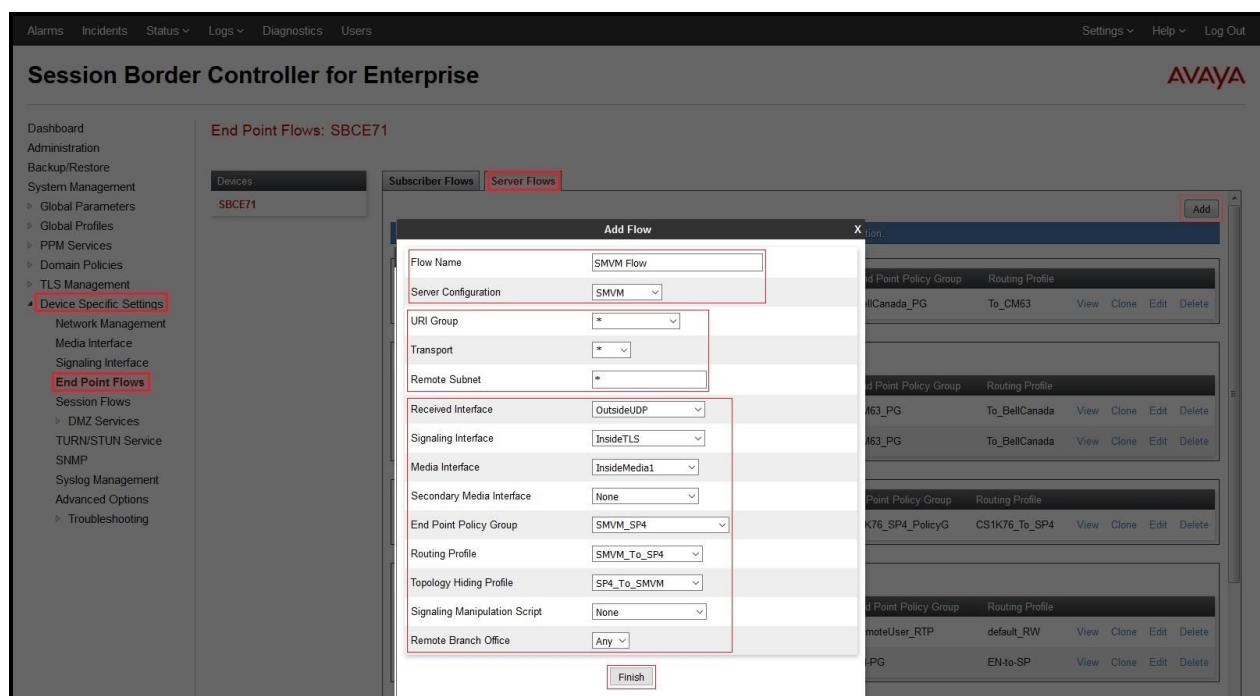 Alarms Incidents Status Logs Diagnostics Users Settings Help Log Out
Session Border Controller for Enterprise
AVAYA
Dashboard
Administration
Backup/Restore
System Management
Global Parameters
Global Profiles
PPM Services
Domain Policies
TLS Management
Device Specific Settings
Network Management
Media Interface
Signaling Interface
End Point Flows
Session Flows
DMZ Services
TURN/STUN Service
SNMP
Syslog Management
Advanced Options
Troubleshooting
End Point Flows: SBCE71
Devices
SBCE71
Subscriber Flows Server Flows
Add
Add Flow X
Flow Name SMVM Flow
Server Configuration SMVM
URI Group *
Transport *
Remote Subnet *
Received Interface OutsideUDP
Signaling Interface InsideTLS
Media Interface InsideMedia1
Secondary Media Interface None
End Point Policy Group SMVM_SP4
Routing Profile SMVM_To_SP4
Topology Hiding Profile SP4_To_SMVM
Signaling Manipulation Script None
Remote Branch Office Any
Finish
Point Policy Group Routing Profile
To_CM63 View Clone Edit Delete
Point Policy Group Routing Profile
To_BellCanada View Clone Edit Delete
To_BellCanada View Clone Edit Delete
Point Policy Group Routing Profile
CS1K76_To_SP4 View Clone Edit Delete
Point Policy Group Routing Profile
default_RW View Clone Edit Delete
EN-to-SP View Clone Edit Delete